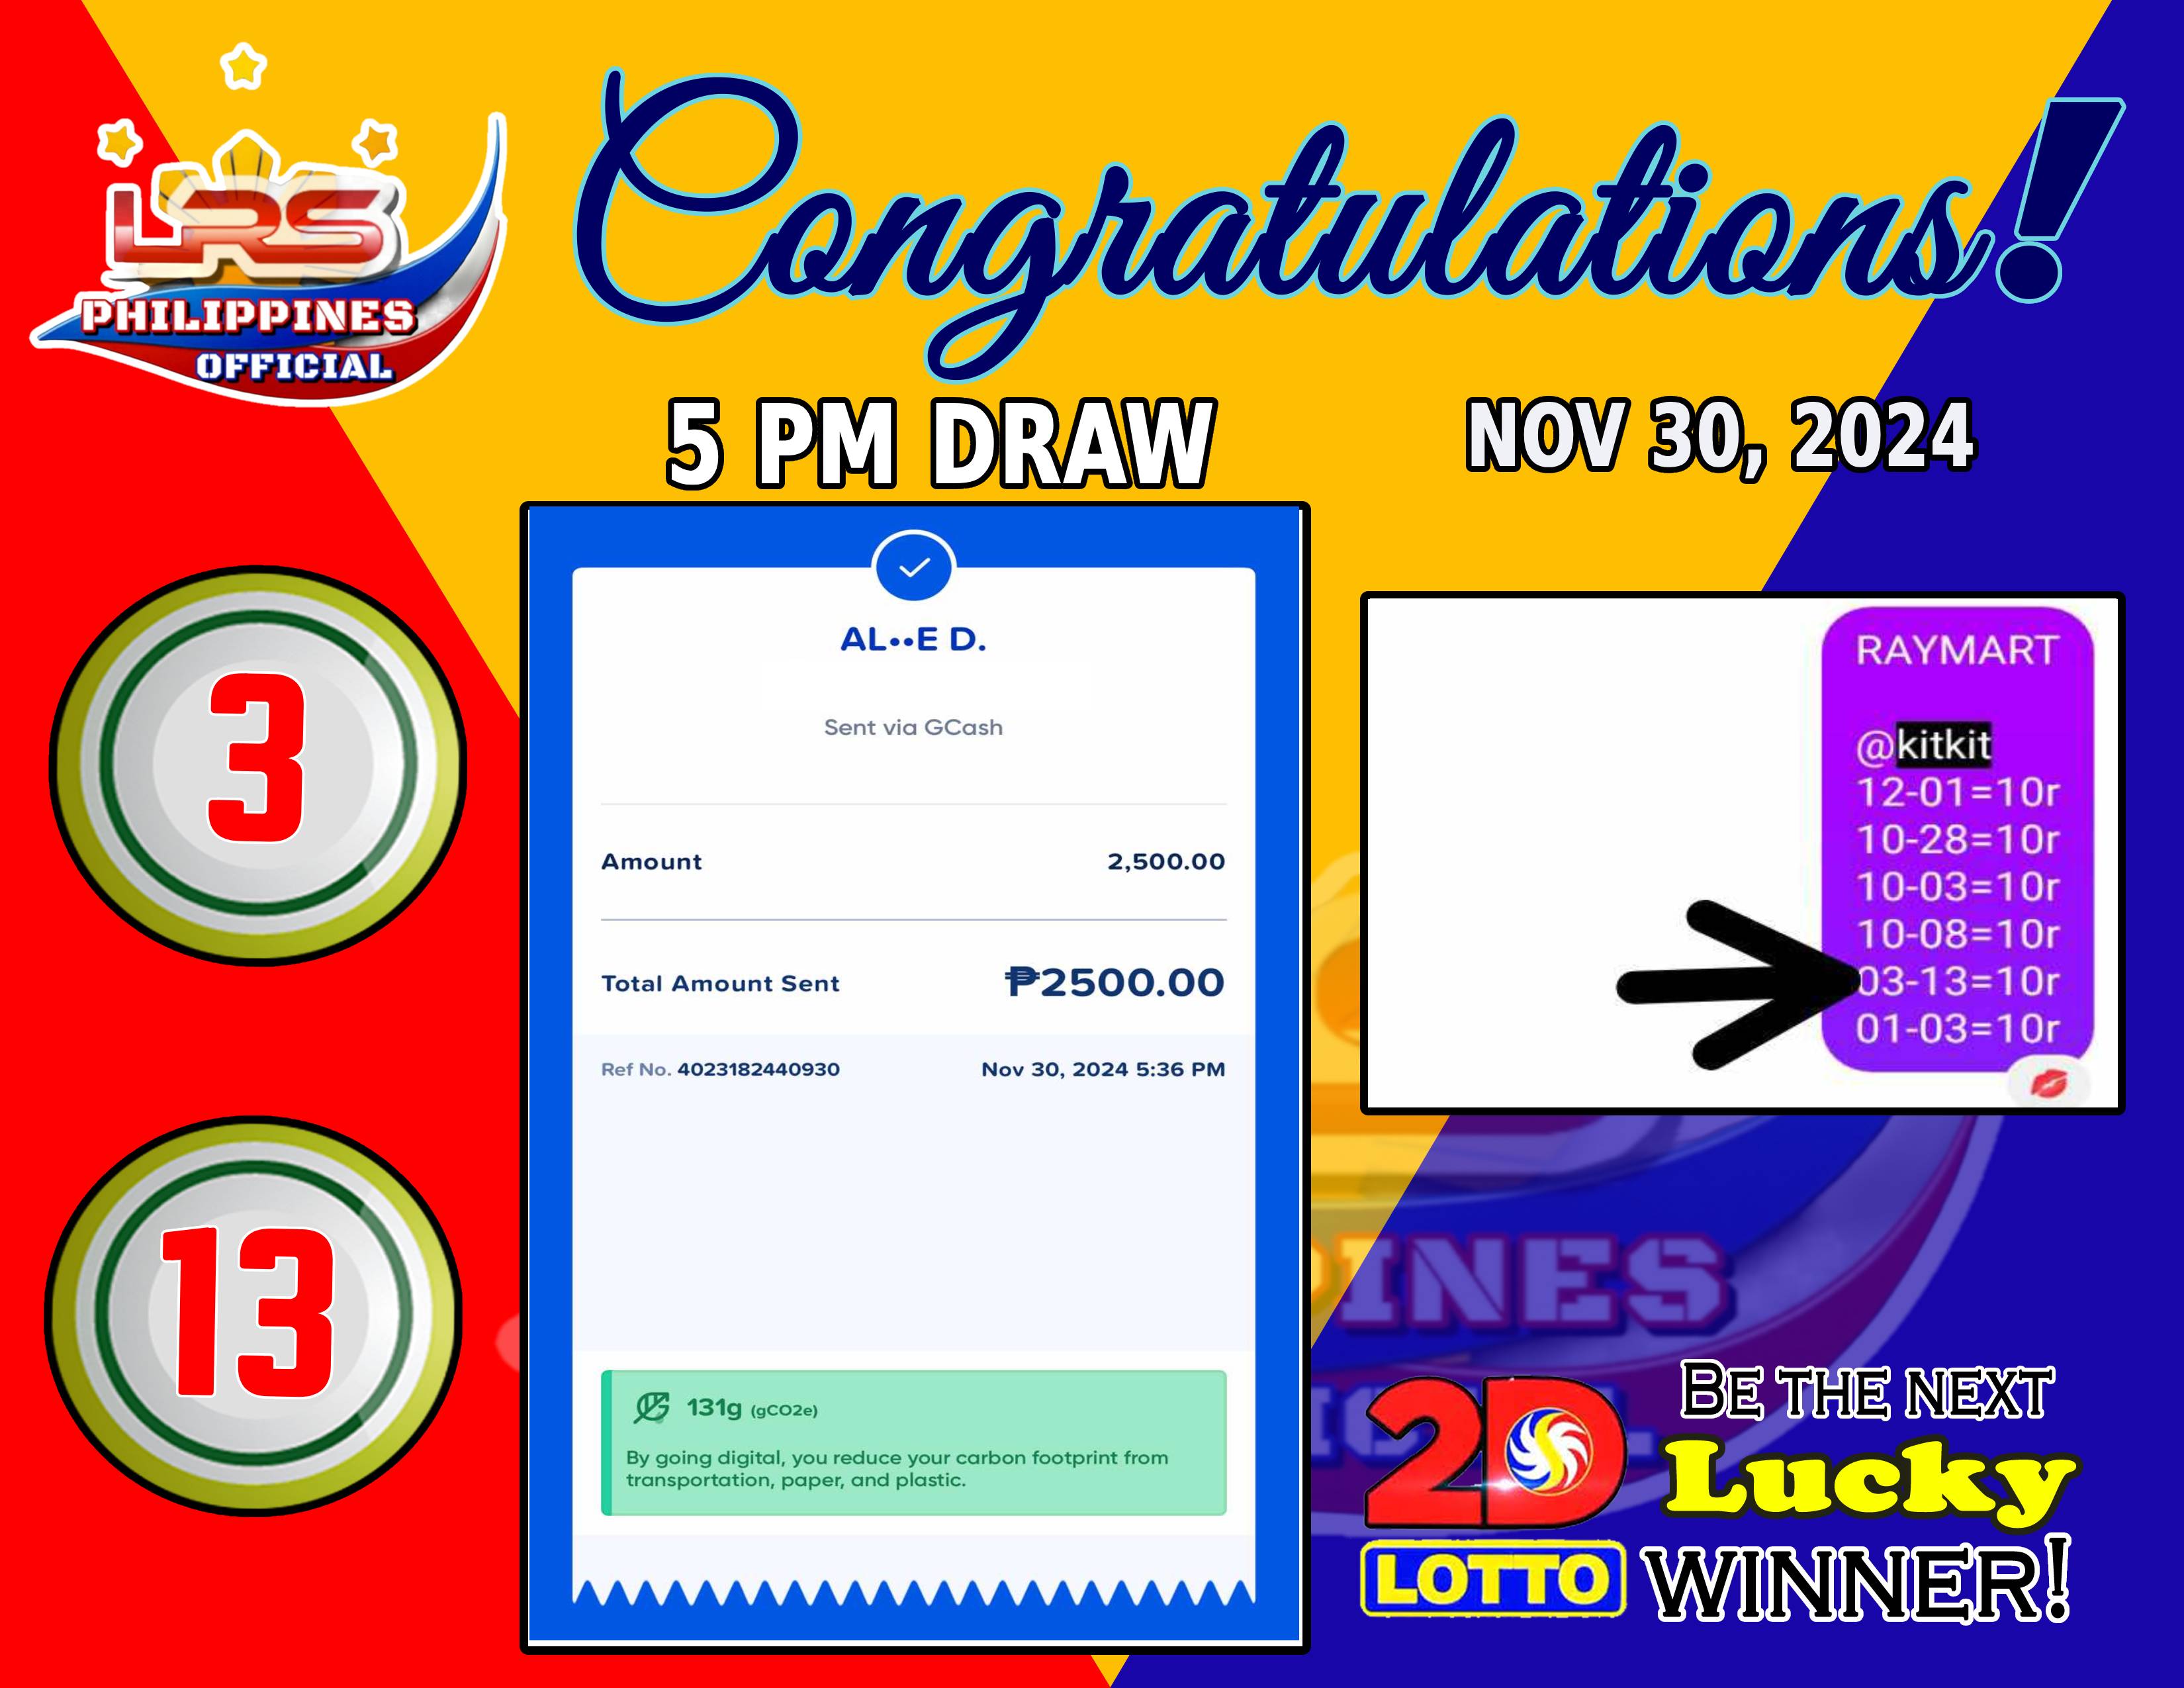 LRS
PHILIPPINES
OFFICIAL
Congratulations!
5 PM DRAW
NOV 30, 2024
3
13
AL••E D.
Sent via GCash
Amount 2,500.00
Total Amount Sent ₱2500.00
Ref No. 4023182440930 Nov 30, 2024 5:36 PM
131g (gCO2e)
By going digital, you reduce your carbon footprint from
transportation, paper, and plastic.
RAYMART
@kitkit
12-01=10r
10-28=10r
10-03=10r
10-08=10r
03-13=10r
01-03=10r
PINES
2D
LOTTO
BE THE NEXT
Lucky
WINNER!